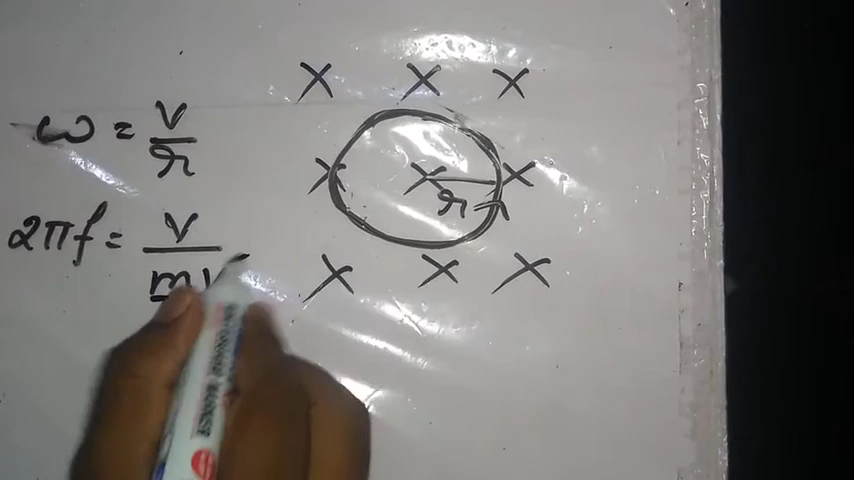 X X X
ω = v/r
X X X
r
2πf = v/m
X X X